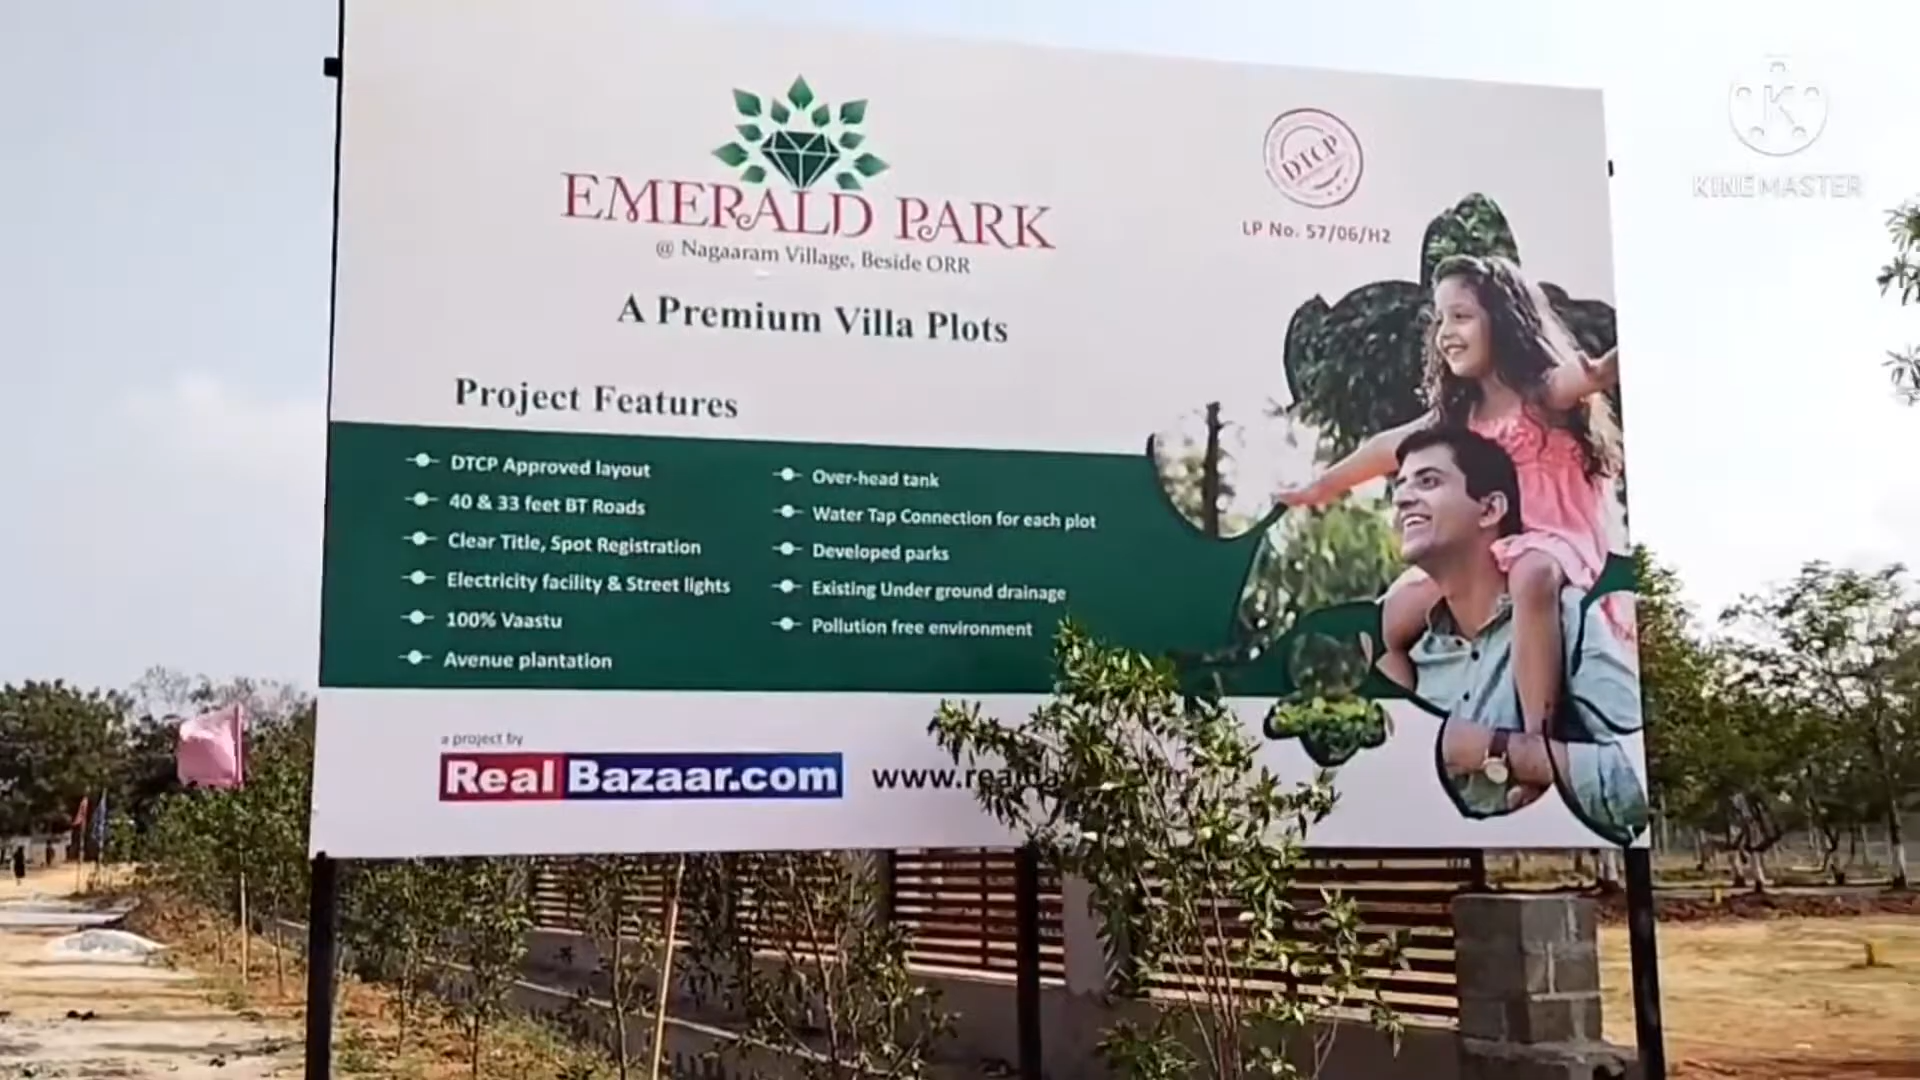 EMERALD PARK
@ Nagaaram Village, Beside ORR
A Premium Villa Plots
DTCP
LP No. 57/06/H2
Project Features
DTCP Approved layout
40 & 33 feet BT Roads
Clear Title, Spot Registration
Electricity facility & Street lights
100% Vaastu
Avenue plantation
Over-head tank
Water Tap Connection for each plot
Developed parks
Existing Under ground drainage
Pollution free environment
a project by
RealBazaar.com
K
KINEMASTER